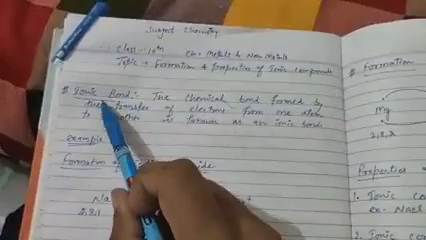 Subject Chemistry
Class :- 10th Ch = Metals & Non Metals
Topic → Formation & Properties of Ionic Compounds
# Ionic Bond :- The Chemical bond formed by
the transfer of electrons from one atom
to other is known as an ionic bond
Example
Formation
Na
2,8,1
# Formation
Mg
2,8,2
Properties
1. Ionic co
ex - NaCl
2. Ionic co